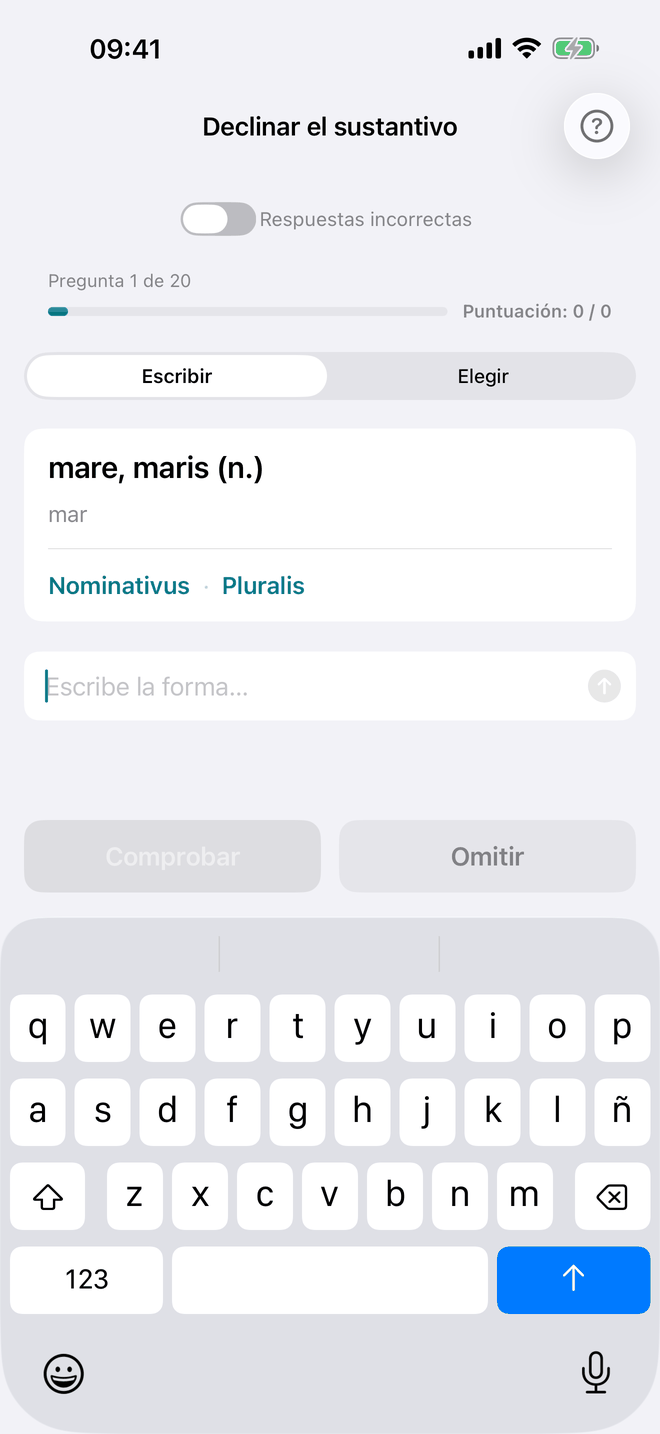 09:41
Declinar el sustantivo
?
Respuestas incorrectas
Pregunta 1 de 20
Puntuación: 0 / 0
Escribir Elegir
mare, maris (n.)
mar
Nominativus · Pluralis
Escribe la forma...
Comprobar Omitir
q w e r t y u i o p
a s d f g h j k l ñ
z x c v b n m
123